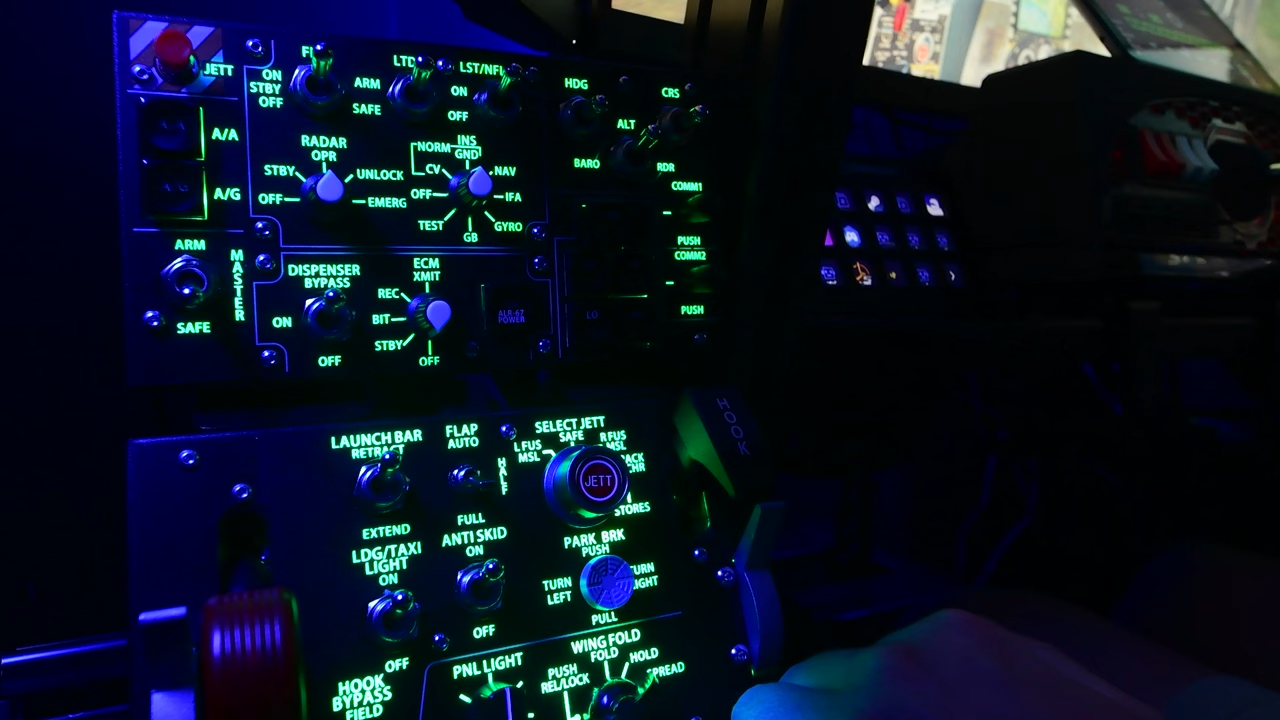 JETT
ON
STBY
OFF
LTD
ARM
SAFE
LST/NFL
ON
OFF
HDG
CRS
ALT
BARO
RDR
A/A
A/G
RADAR
OPR
STBY
UNLOCK
OFF
EMERG
INS
NORM
GND
CV
NAV
OFF
IFA
TEST
GYRO
GB
COMM1
PUSH
COMM2
PUSH
ARM
MASTER
SAFE
DISPENSER
BYPASS
ON
OFF
ECM
XMIT
REC
BIT
STBY
OFF
ALR-67
POWER
LO
HOOK
LAUNCH BAR
RETRACT
EXTEND
FLAP
AUTO
HALF
FULL
SELECT JETT
SAFE
L FUS
MSL
R FUS
MSL
JETT
STORES
LDG/TAXI
LIGHT
ON
OFF
ANTI SKID
ON
OFF
PARK BRK
PUSH
TURN
LEFT
PULL
WING FOLD
FOLD
HOLD
PUSH
REL/LOCK
SPREAD
PNL LIGHT
HOOK
BYPASS
FIELD